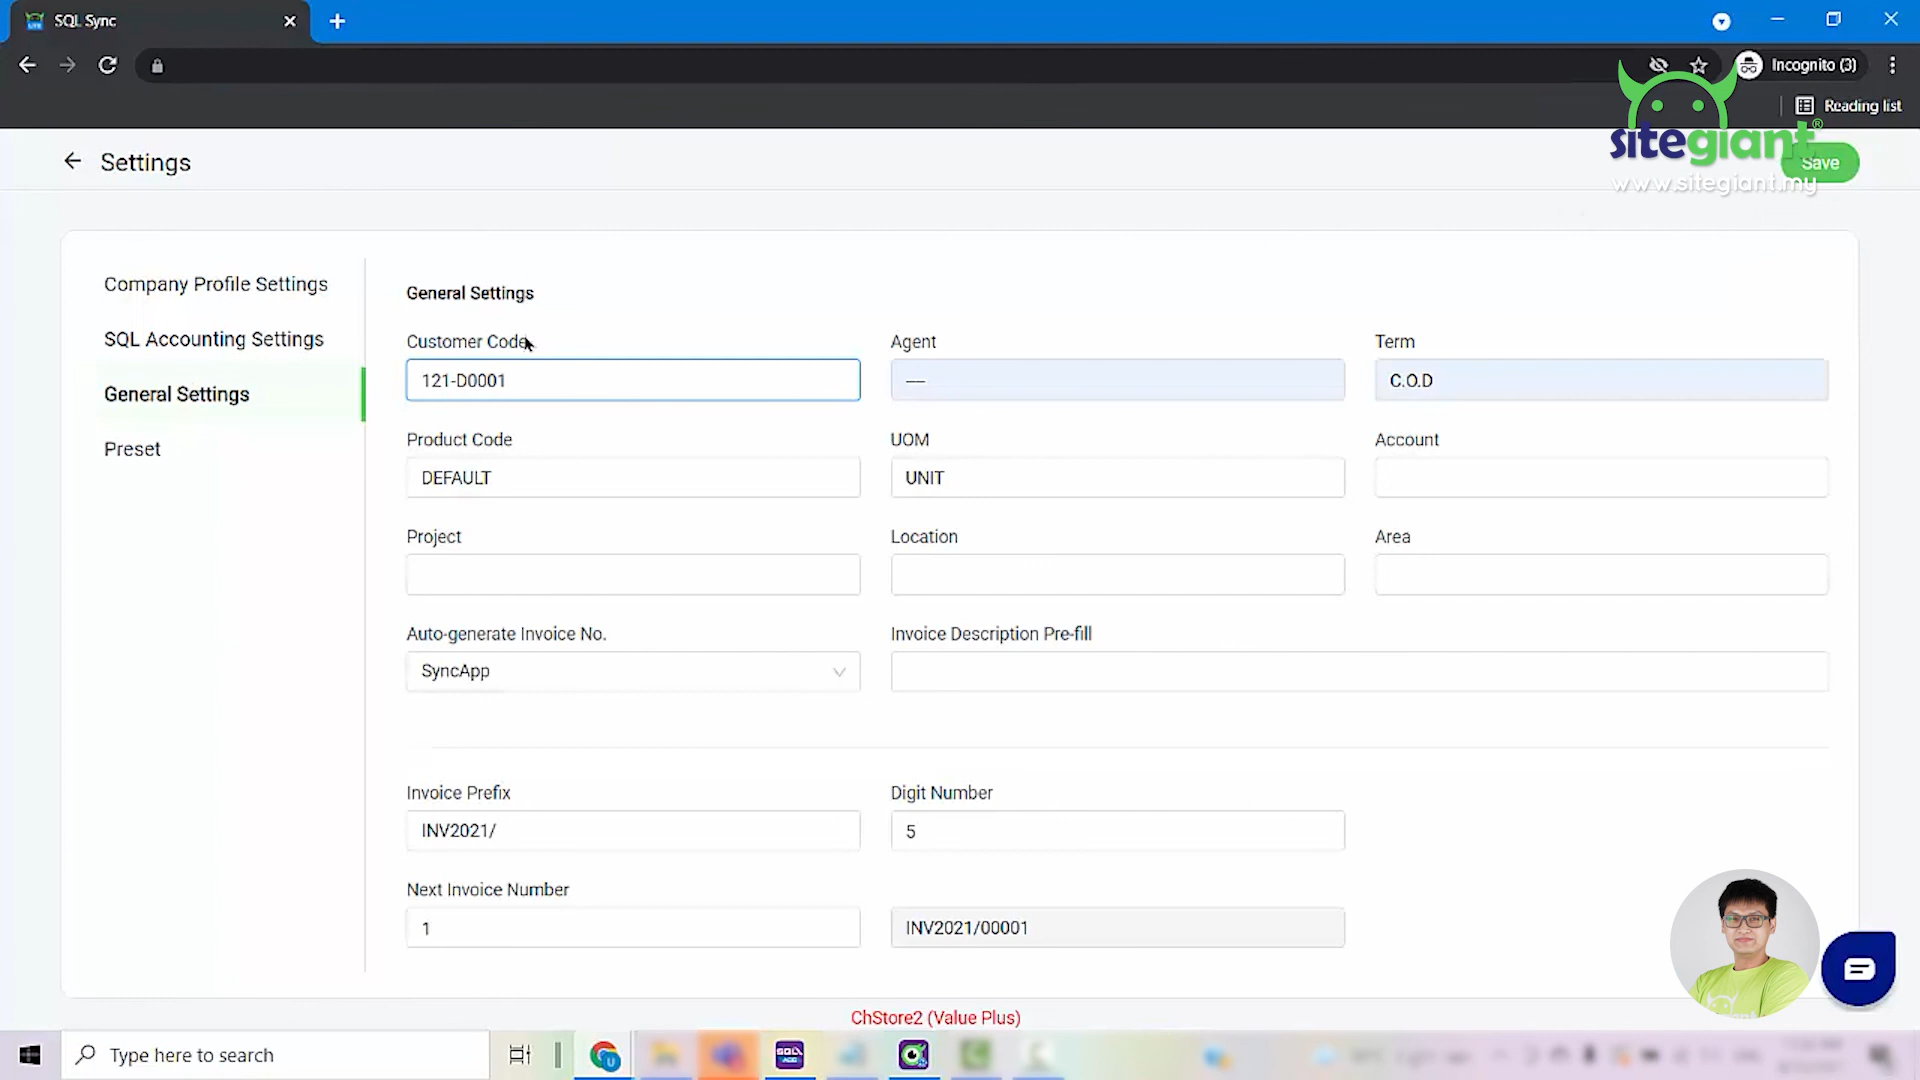 SQL Sync
Incognito (3)
Reading list
sitegiant®
www.sitegiant.my
Settings
Save
Company Profile Settings
SQL Accounting Settings
General Settings
Preset
General Settings
Customer Code
Agent
Term
121-D0001
---
C.O.D
Product Code
UOM
Account
DEFAULT
UNIT
Project
Location
Area
Auto-generate Invoice No.
Invoice Description Pre-fill
SyncApp
Invoice Prefix
Digit Number
INV2021/
5
Next Invoice Number
1
INV2021/00001
ChStore2 (Value Plus)
Type here to search